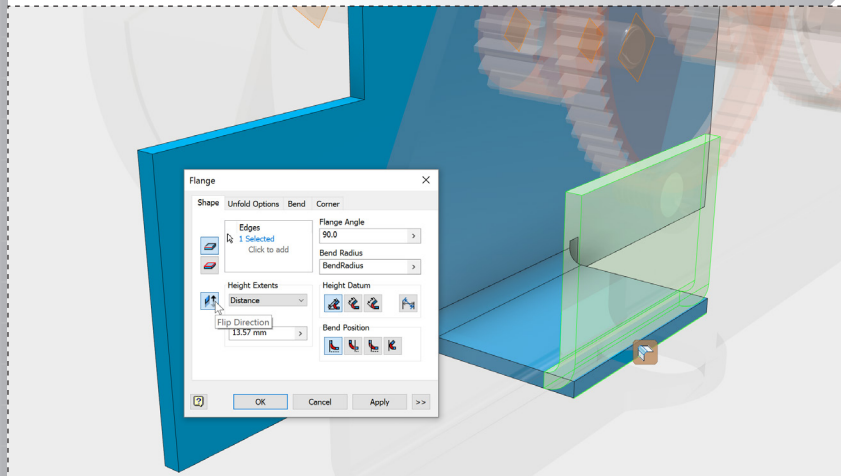 Flange
Shape Unfold Options Bend Corner
Edges
1 Selected
Click to add
Flange Angle
90.0 >
Bend Radius
BendRadius >
Height Extents
Distance
Flip Direction
13.57 mm >
Height Datum
Bend Position
OK Cancel Apply >>